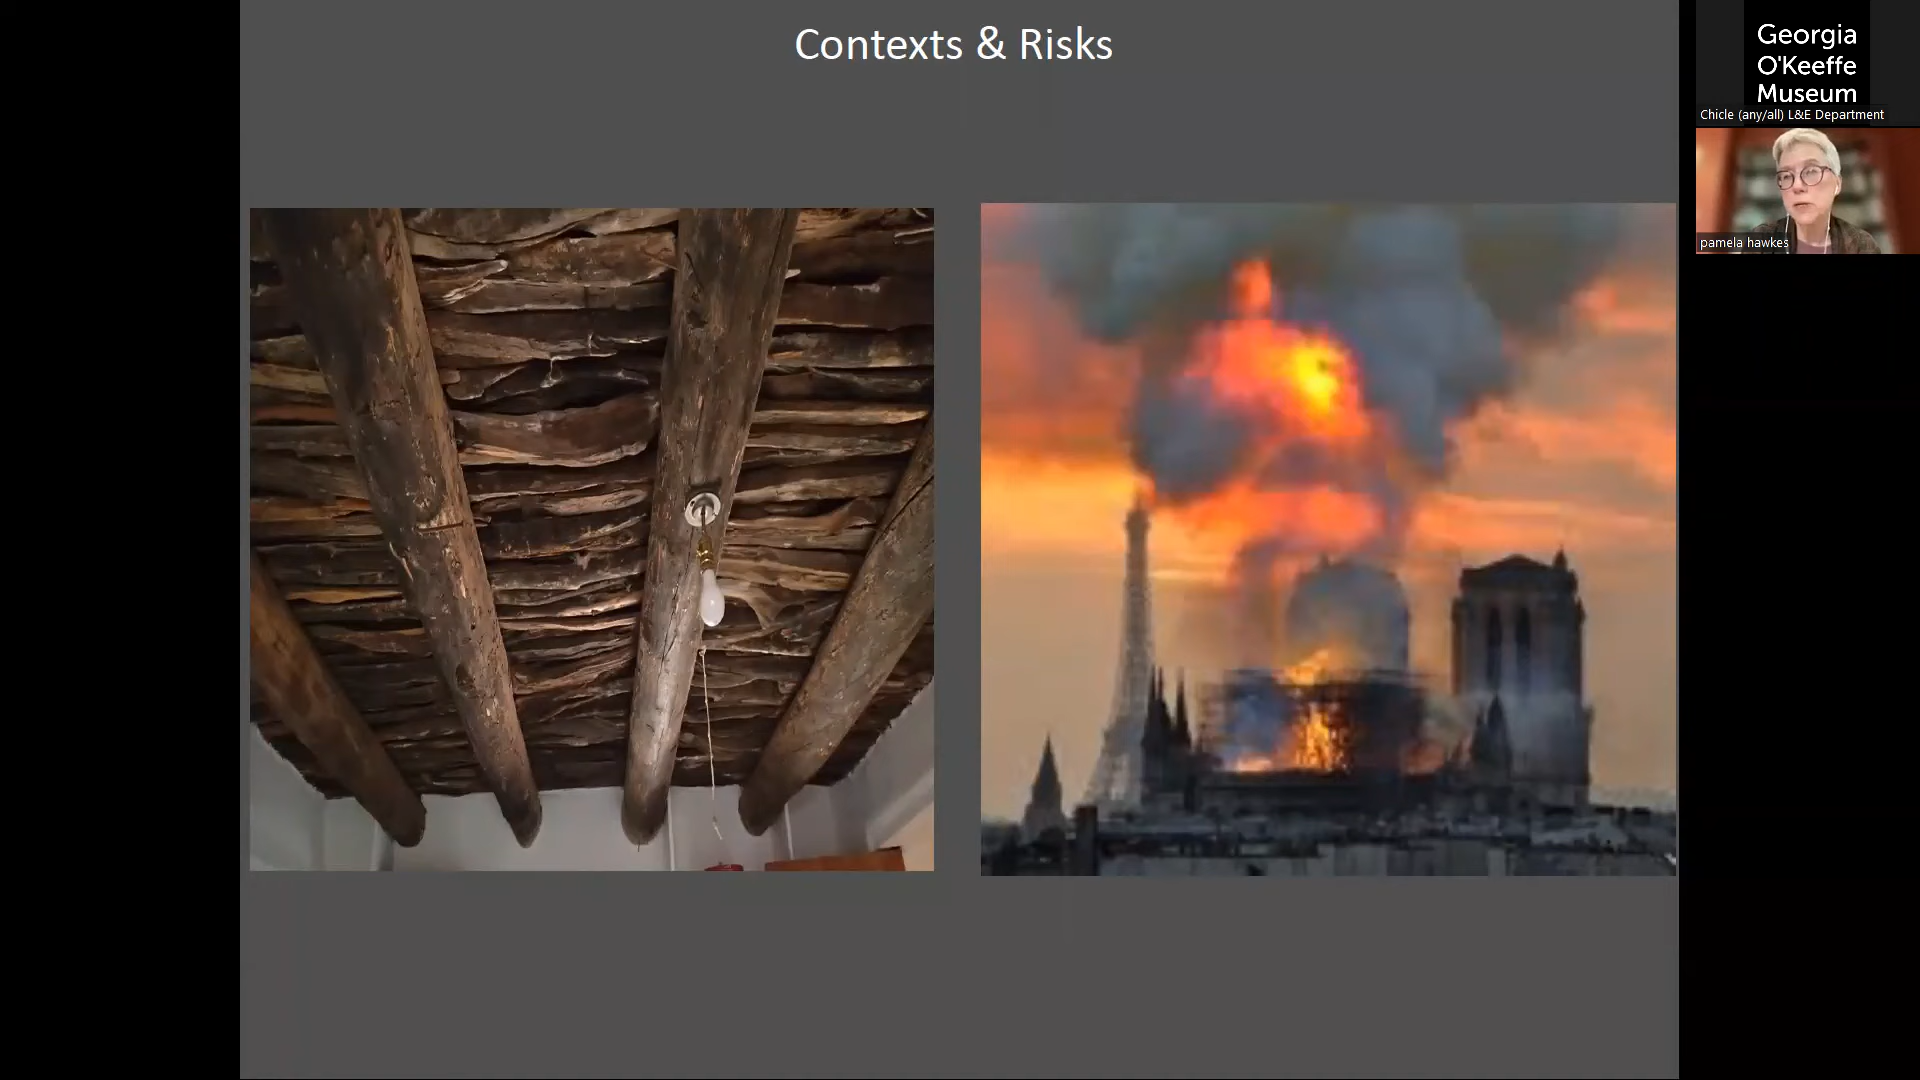 Contexts & Risks
Georgia
O'Keeffe
Museum
Chicle (any/all) L&E Department
pamela hawkes